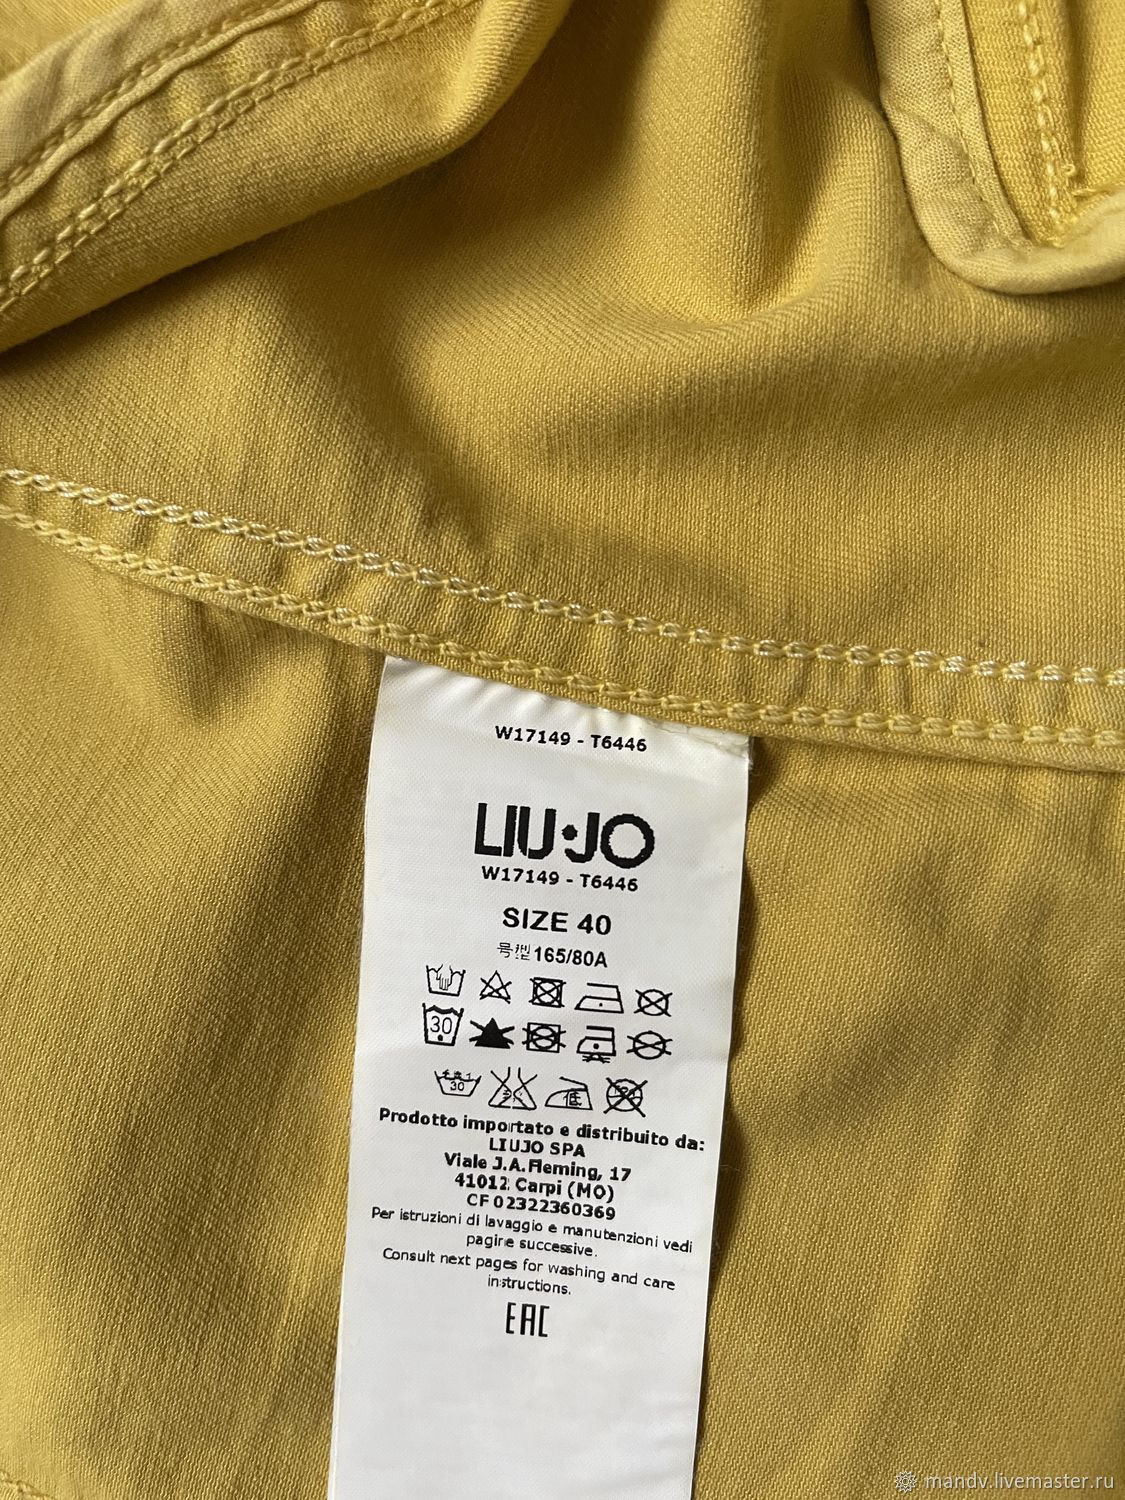 W17149 - T6446
LIU·JO
W17149 - T6446
SIZE 40
号型165/80A
30
30
Prodotto importato e distribuito da:
LIUJO SPA
Viale J.A.Fleming, 17
41012 Carpi (MO)
CF 02322360369
Per istruzioni di lavaggio e manutenzioni vedi
pagine successive.
Consult next pages for washing and care
instructions.
EAC
mandv.livemaster.ru